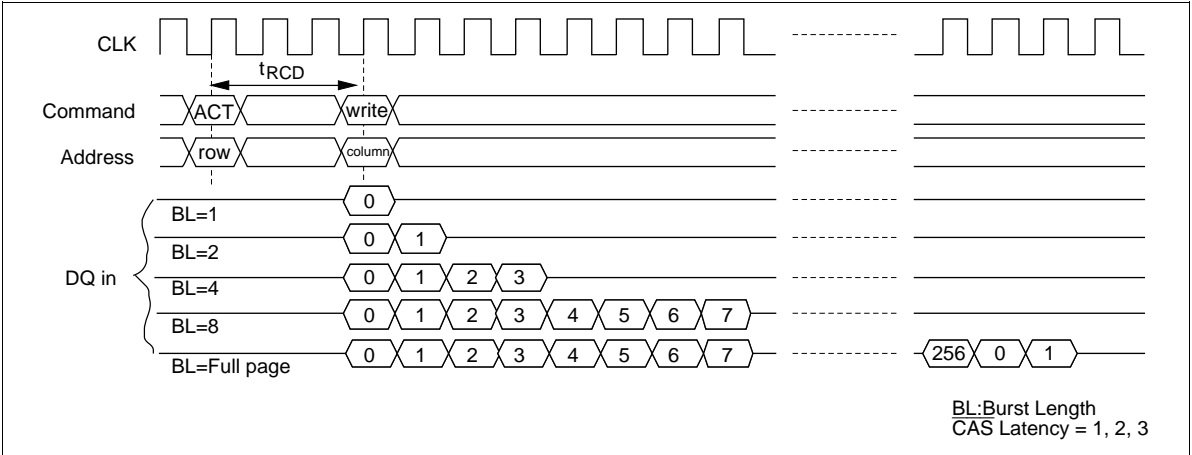 CLK
tRCD
Command ACT write
Address row column
DQ in
BL=1 0
BL=2 0 1
BL=4 0 1 2 3
BL=8 0 1 2 3 4 5 6 7
BL=Full page 0 1 2 3 4 5 6 7 256 0 1
BL:Burst Length
CAS Latency = 1, 2, 3